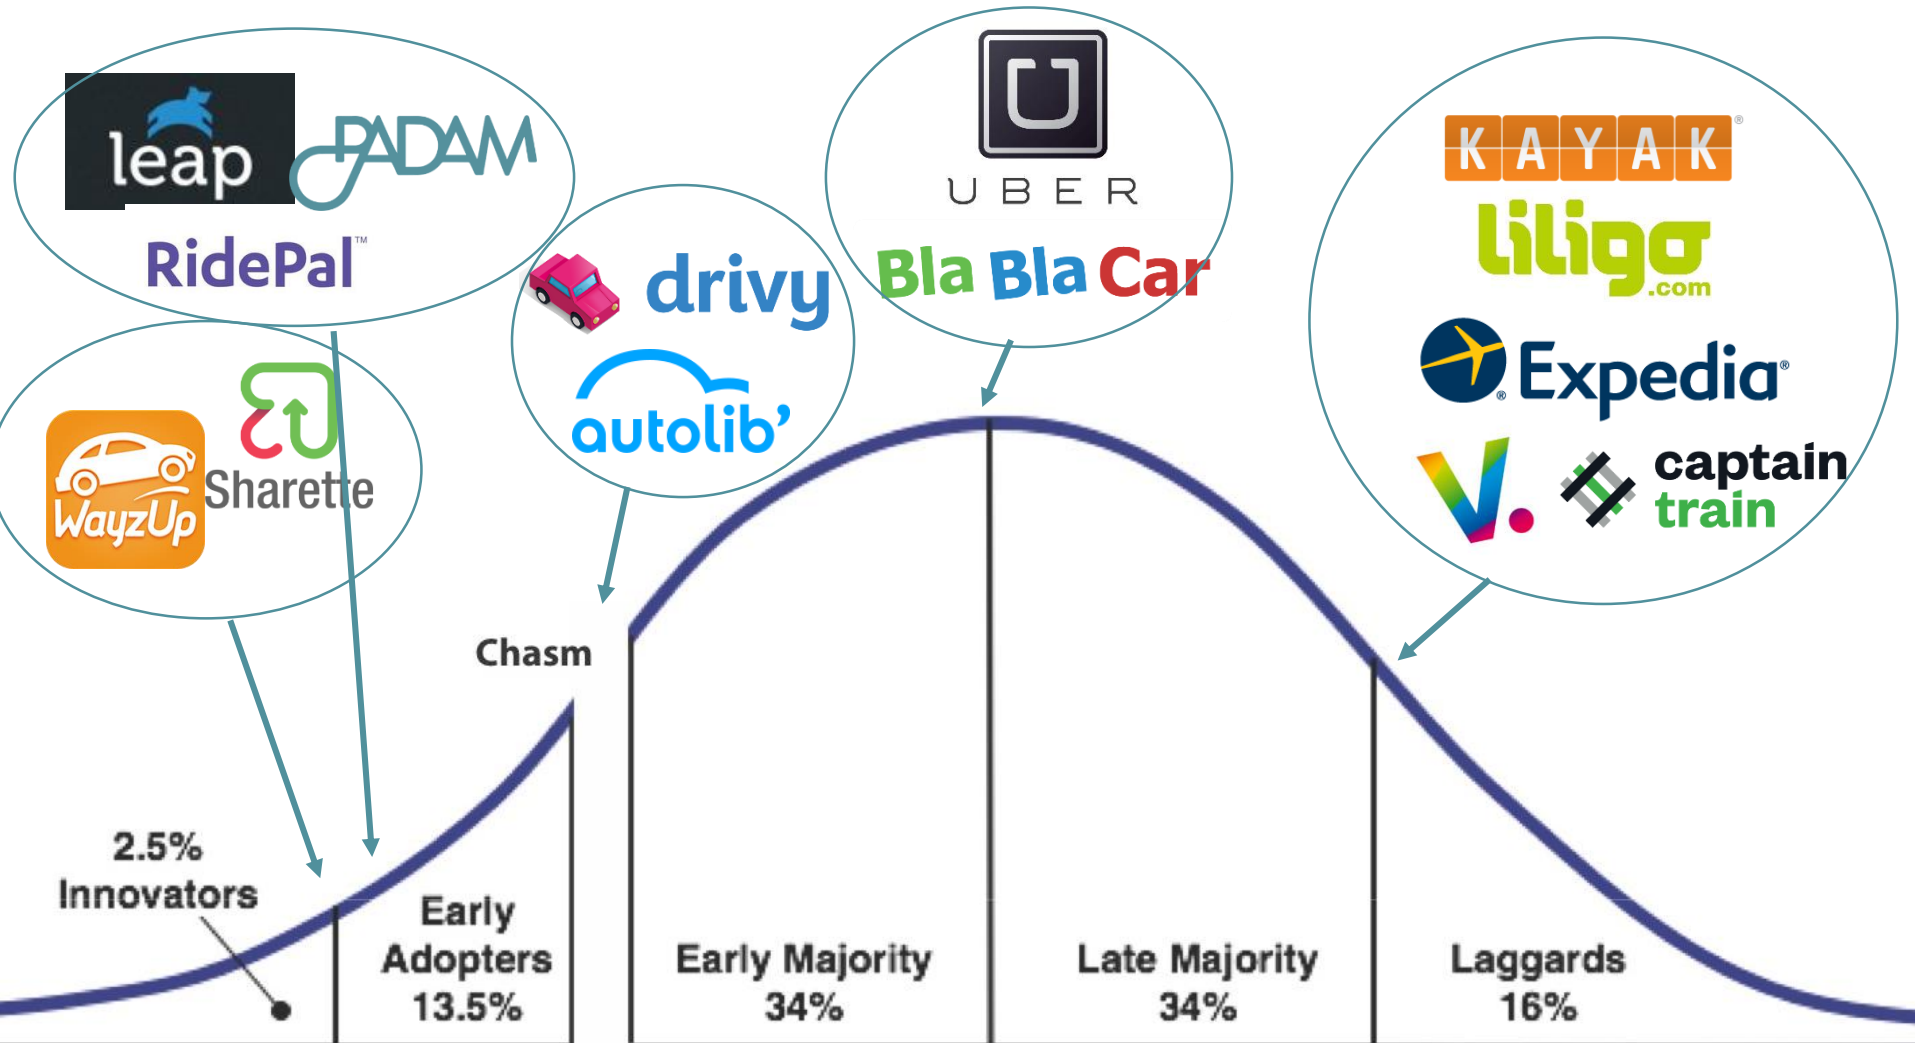 leap
PADAM
RidePal™
WayzUp
Sharette
drivy
autolib’
UBER
Bla Bla Car
KAYAK®
liligo
.com
Expedia®
V.
captain
train
Chasm
2.5%
Innovators
Early
Adopters
13.5%
Early Majority
34%
Late Majority
34%
Laggards
16%